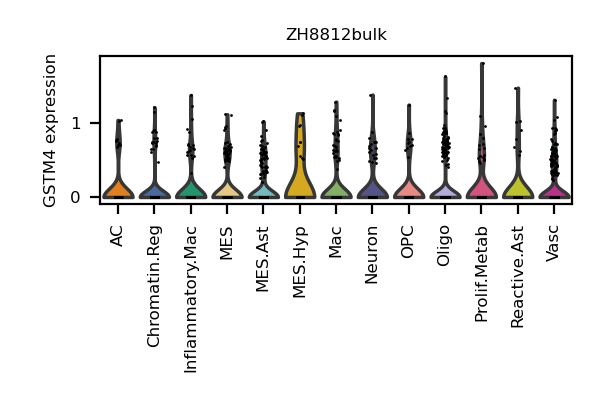 ZH8812bulk
GSTM4 expression
1
0
AC
Chromatin.Reg
Inflammatory.Mac
MES
MES.Ast
MES.Hyp
Mac
Neuron
OPC
Oligo
Prolif.Metab
Reactive.Ast
Vasc